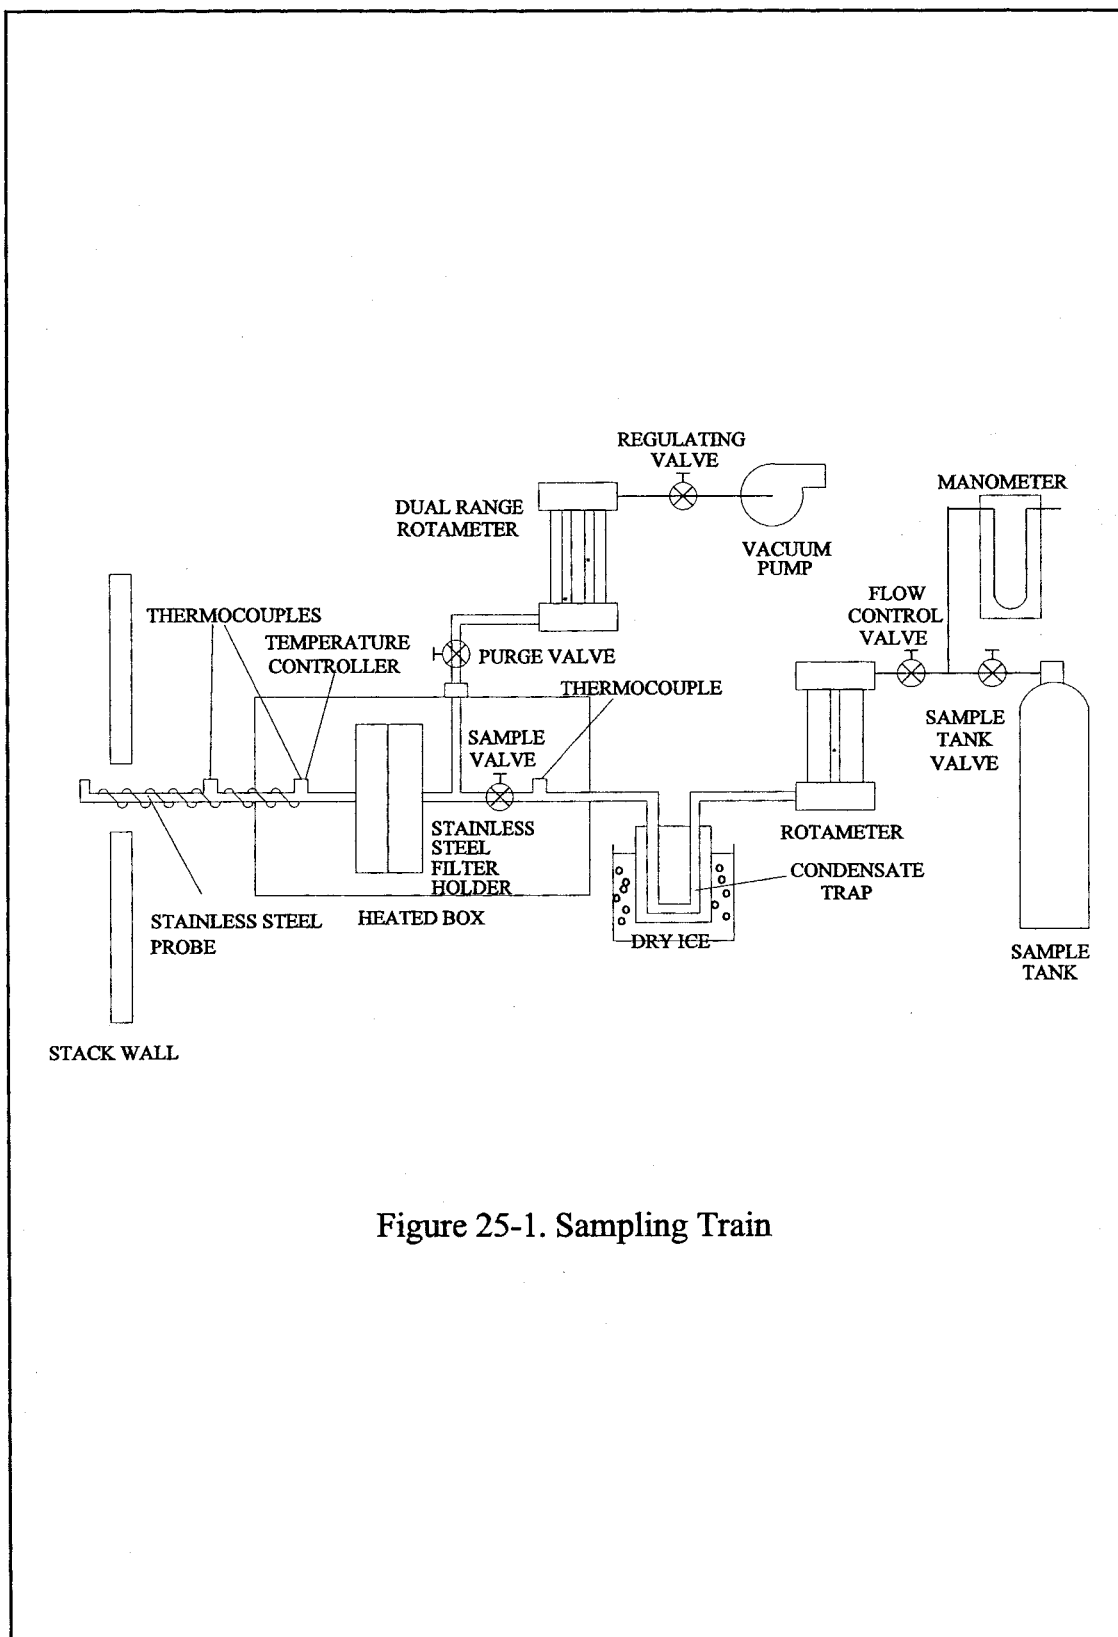 REGULATING
VALVE
MANOMETER
DUAL RANGE
ROTAMETER
VACUUM
PUMP
FLOW
CONTROL
VALVE
THERMOCOUPLES
TEMPERATURE
CONTROLLER
PURGE VALVE
THERMOCOUPLE
SAMPLE
VALVE
SAMPLE
TANK
VALVE
STAINLESS
STEEL
FILTER
HOLDER
ROTAMETER
CONDENSATE
TRAP
HEATED BOX
STAINLESS STEEL
PROBE
DRY ICE
SAMPLE
TANK
STACK WALL
Figure 25-1. Sampling Train